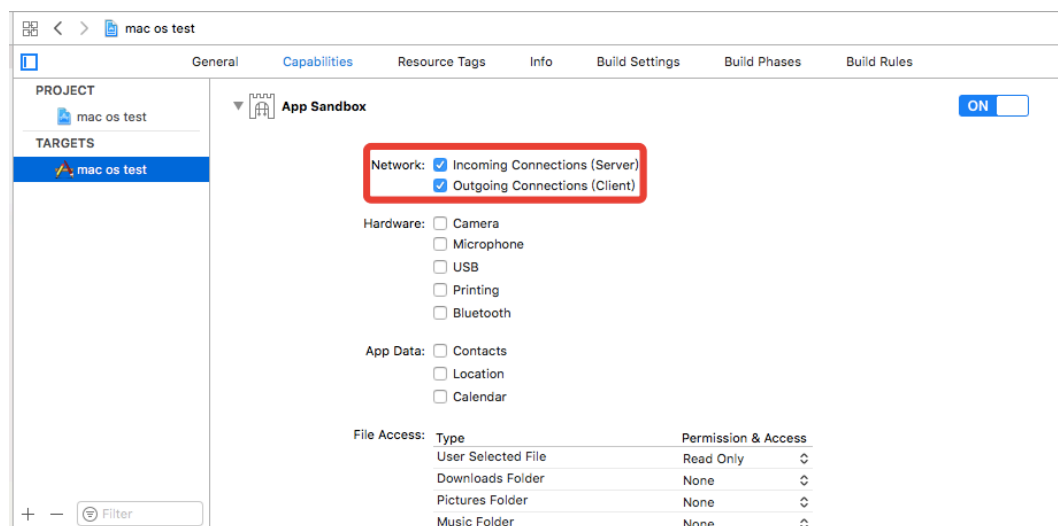 mac os test
General Capabilities Resource Tags Info Build Settings Build Phases Build Rules
PROJECT
mac os test
TARGETS
mac os test
App Sandbox
ON
Network: Incoming Connections (Server)
Outgoing Connections (Client)
Hardware: Camera
Microphone
USB
Printing
Bluetooth
App Data: Contacts
Location
Calendar
File Access: Type Permission & Access
User Selected File Read Only
Downloads Folder None
Pictures Folder None
Music Folder None
Filter